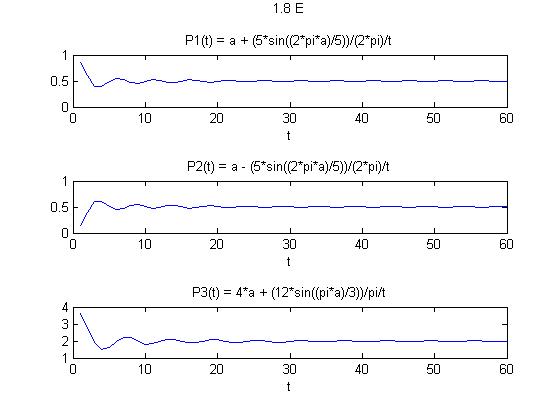 1.8 E
P1(t) = a + (5*sin((2*pi*a)/5))/(2*pi)/t
1
0.5
0
0 10 20 30 40 50 60
t
P2(t) = a - (5*sin((2*pi*a)/5))/(2*pi)/t
1
0.5
0
0 10 20 30 40 50 60
t
P3(t) = 4*a + (12*sin((pi*a)/3))/pi/t
4
3
2
1
0 10 20 30 40 50 60
t